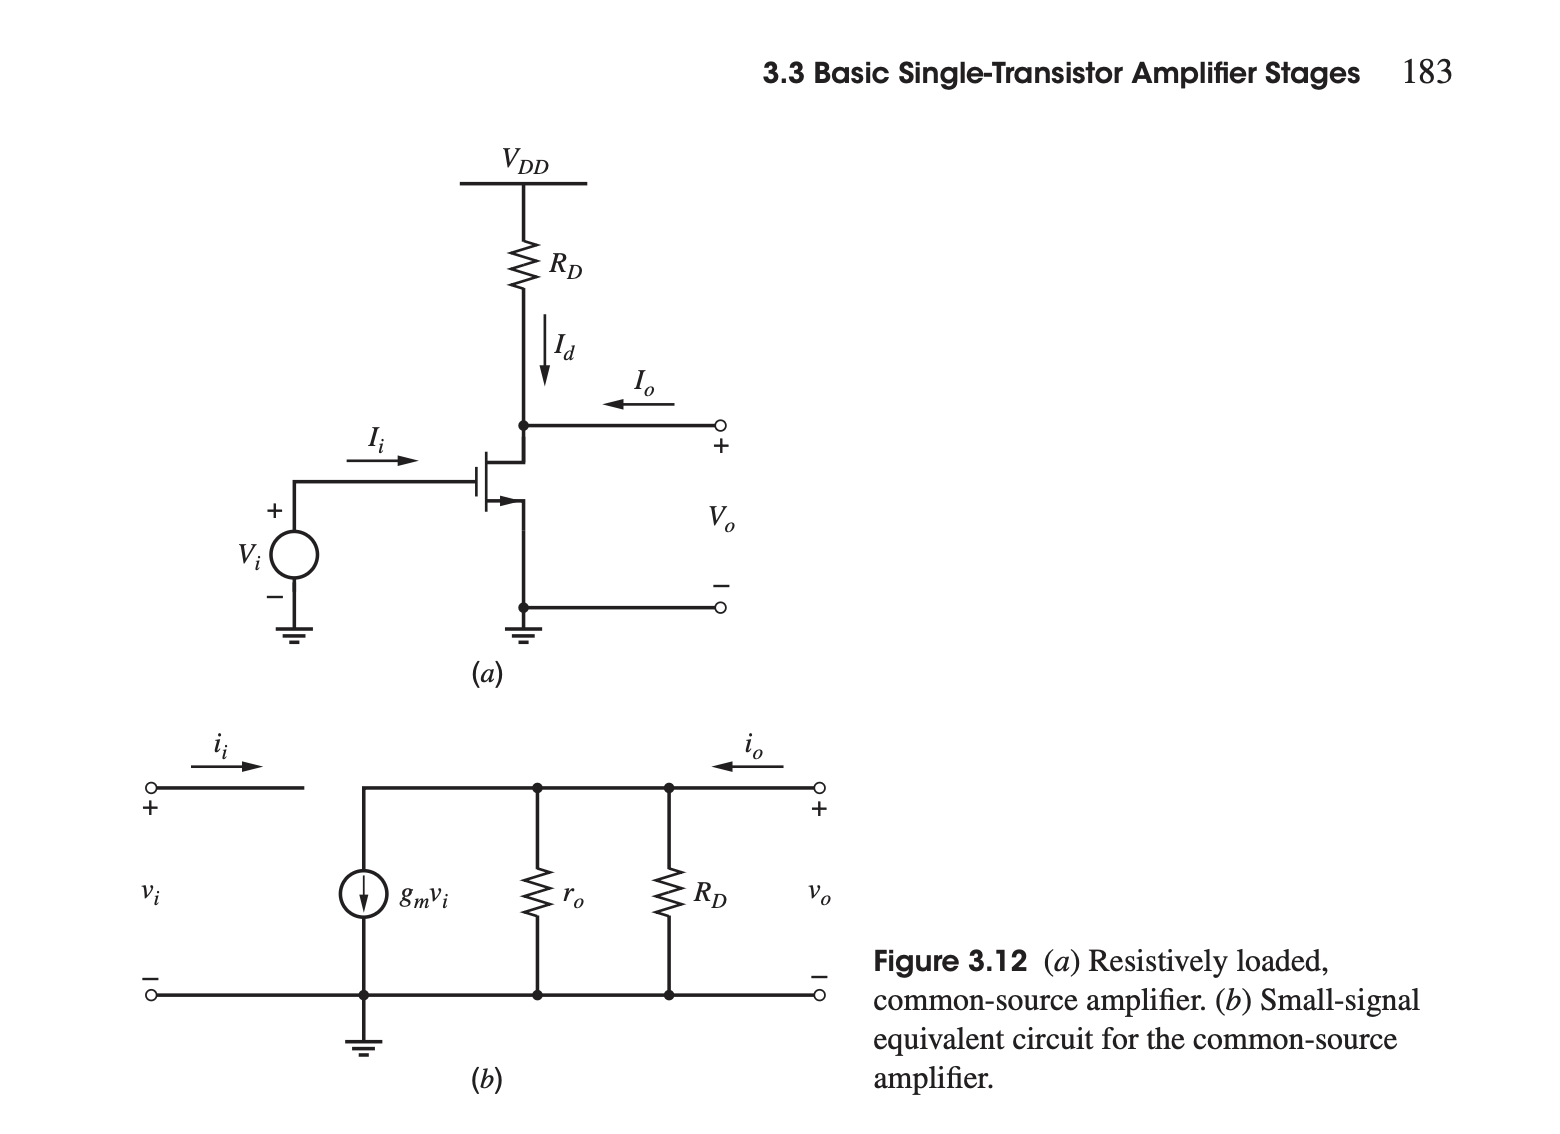 3.3 Basic Single-Transistor Amplifier Stages 183
V_DD
R_D
I_d
I_o
I_i
+
+
V_i
V_o
−
−
(a)
i_i
i_o
+
+
v_i
g_m v_i
r_o
R_D
v_o
−
−
(b)
Figure 3.12 (a) Resistively loaded,
common-source amplifier. (b) Small-signal
equivalent circuit for the common-source
amplifier.